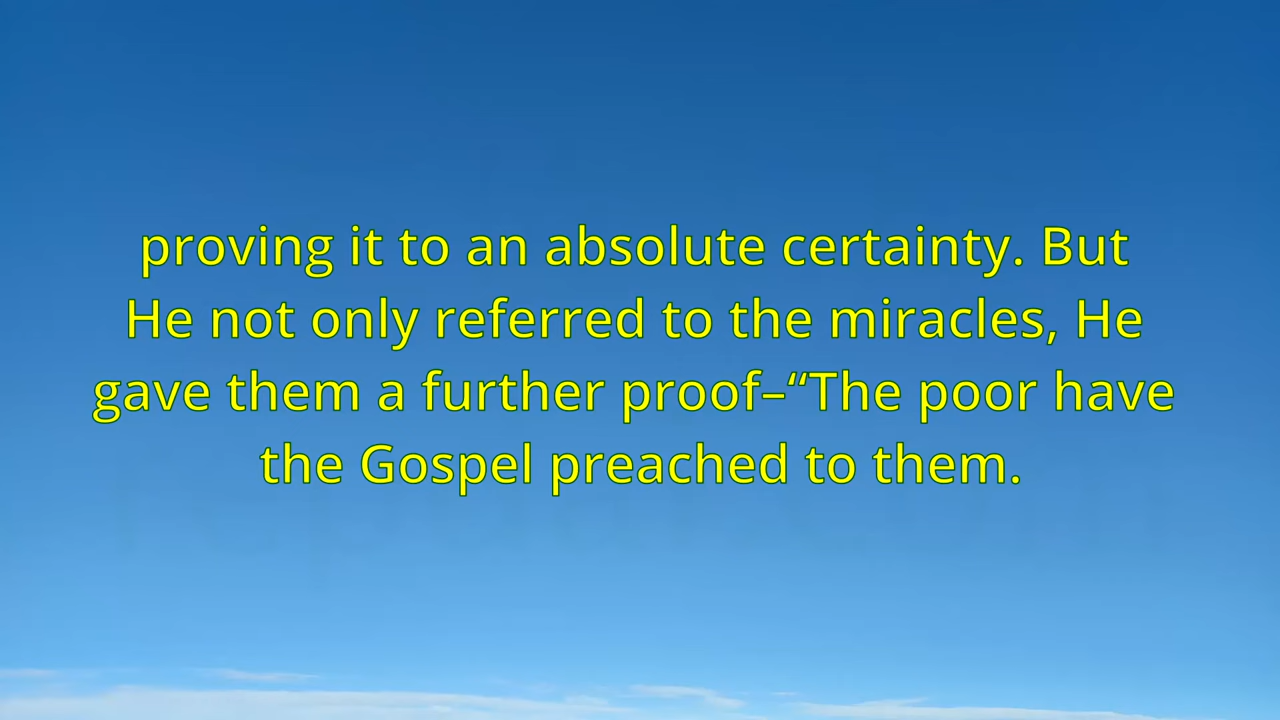 proving it to an absolute certainty. But
He not only referred to the miracles, He
gave them a further proof–“The poor have
the Gospel preached to them.